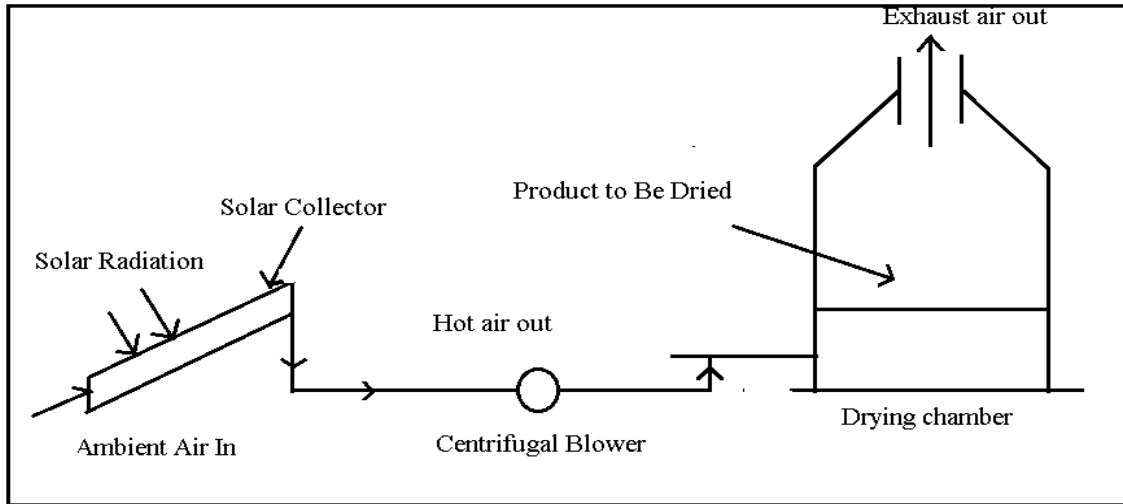 Exhaust air out
Product to Be Dried
Solar Collector
Solar Radiation
Hot air out
Ambient Air In
Centrifugal Blower
Drying chamber